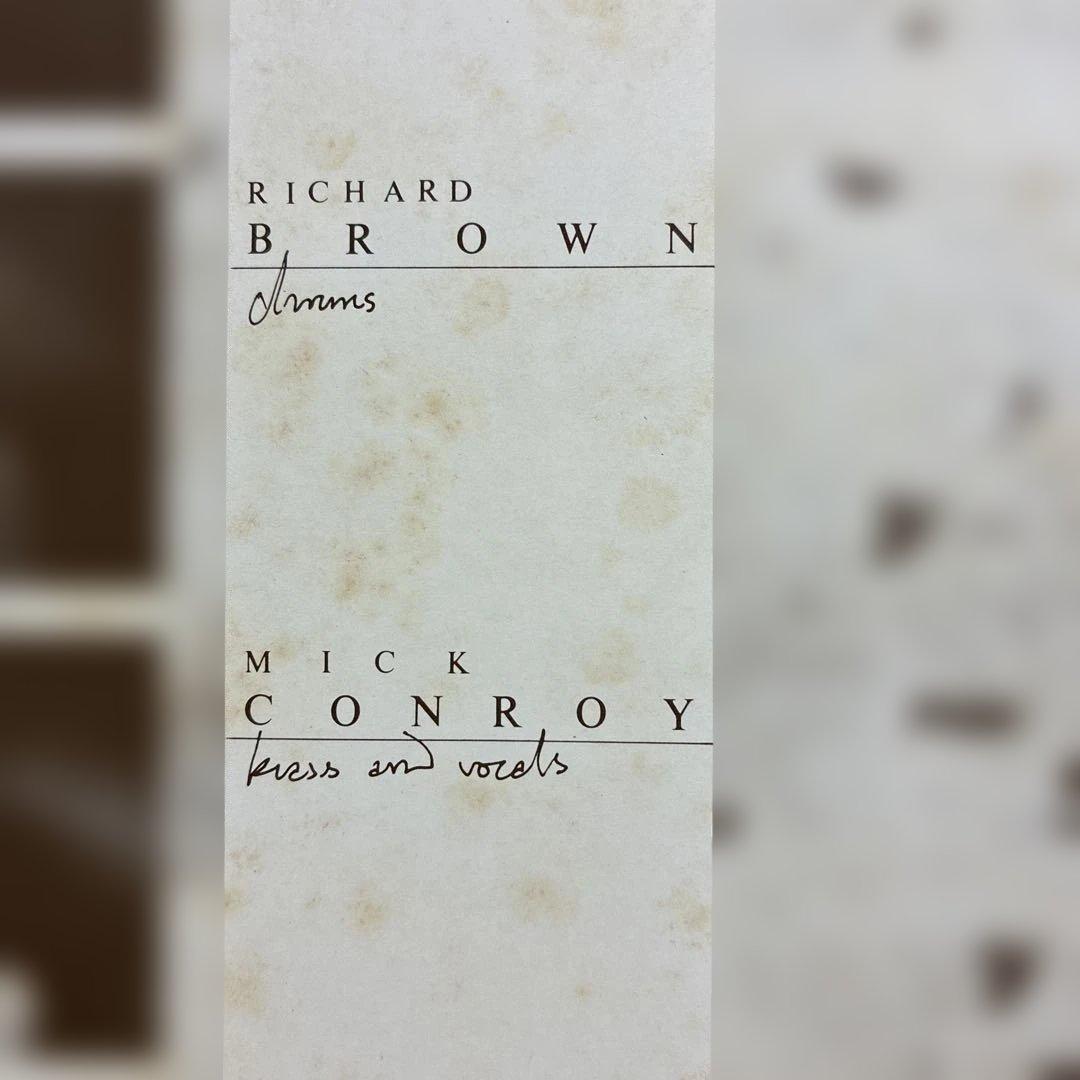 RICHARD
BROWN
drums
MICK
CONROY
bass and vocals